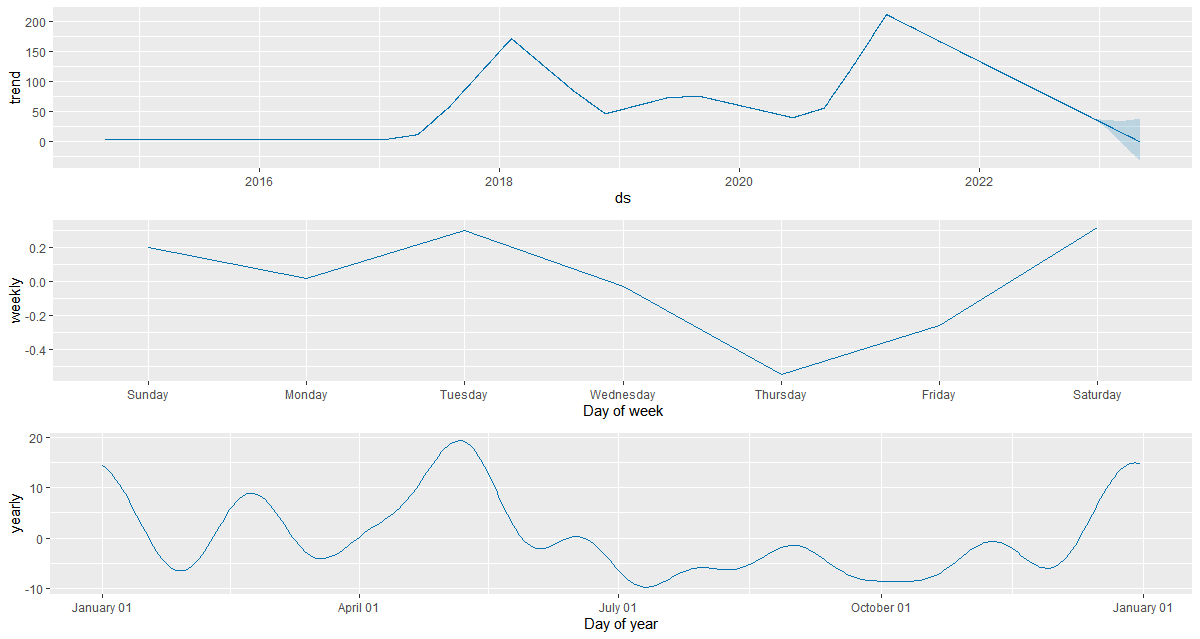 200
150
100
50
0
trend
2016 2018 2020 2022
ds
0.2
0.0
-0.2
-0.4
weekly
Sunday Monday Tuesday Wednesday Thursday Friday Saturday
Day of week
20
10
0
-10
yearly
January 01 April 01 July 01 October 01 January 01
Day of year